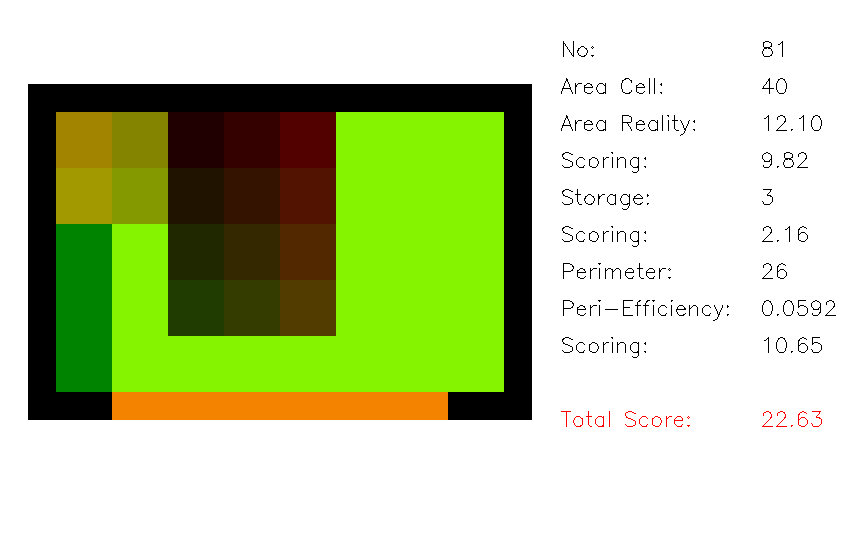 No: 81
Area Cell: 40
Area Reality: 12.10
Scoring: 9.82
Storage: 3
Scoring: 2.16
Perimeter: 26
Peri-Efficiency: 0.0592
Scoring: 10.65
Total Score: 22.63